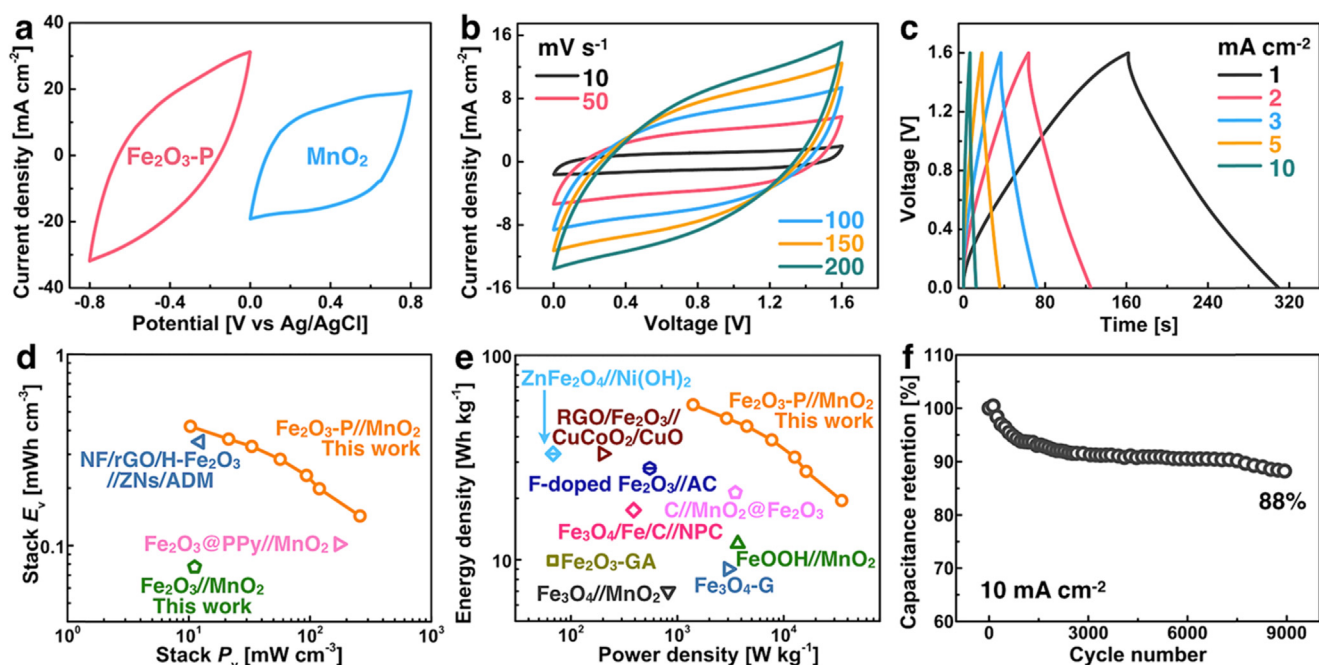 a
40
20
0
-20
-40
Current density [mA cm⁻²]
Fe₂O₃-P
MnO₂
-0.8
-0.4
0.0
0.4
0.8
Potential [V vs Ag/AgCl]
b
16
8
0
-8
-16
Current density [mA cm⁻²]
mV s⁻¹
10
50
100
150
200
0.0
0.4
0.8
1.2
1.6
Voltage [V]
c
2.0
1.6
1.2
0.8
0.4
0.0
Voltage [V]
mA cm⁻²
1
2
3
5
10
0
80
160
240
320
Time [s]
d
1
0.1
Stack Eᵥ [mWh cm⁻³]
Fe₂O₃-P//MnO₂
This work
NF/rGO/H-Fe₂O₃
//ZNs/ADM
Fe₂O₃@PPy//MnO₂
Fe₂O₃//MnO₂
This work
10⁰
10¹
10²
10³
Stack Pᵥ [mW cm⁻³]
e
100
10
Energy density [Wh kg⁻¹]
ZnFe₂O₄//Ni(OH)₂
RGO/Fe₂O₃//
CuCoO₂/CuO
Fe₂O₃-P//MnO₂
This work
F-doped Fe₂O₃//AC
C//MnO₂@Fe₂O₃
Fe₃O₄/Fe/C//NPC
FeOOH//MnO₂
Fe₂O₃-GA
Fe₃O₄-G
Fe₃O₄//MnO₂
10²
10³
10⁴
Power density [W kg⁻¹]
f
110
100
90
80
70
60
Capacitance retention [%]
88%
10 mA cm⁻²
0
3000
6000
9000
Cycle number